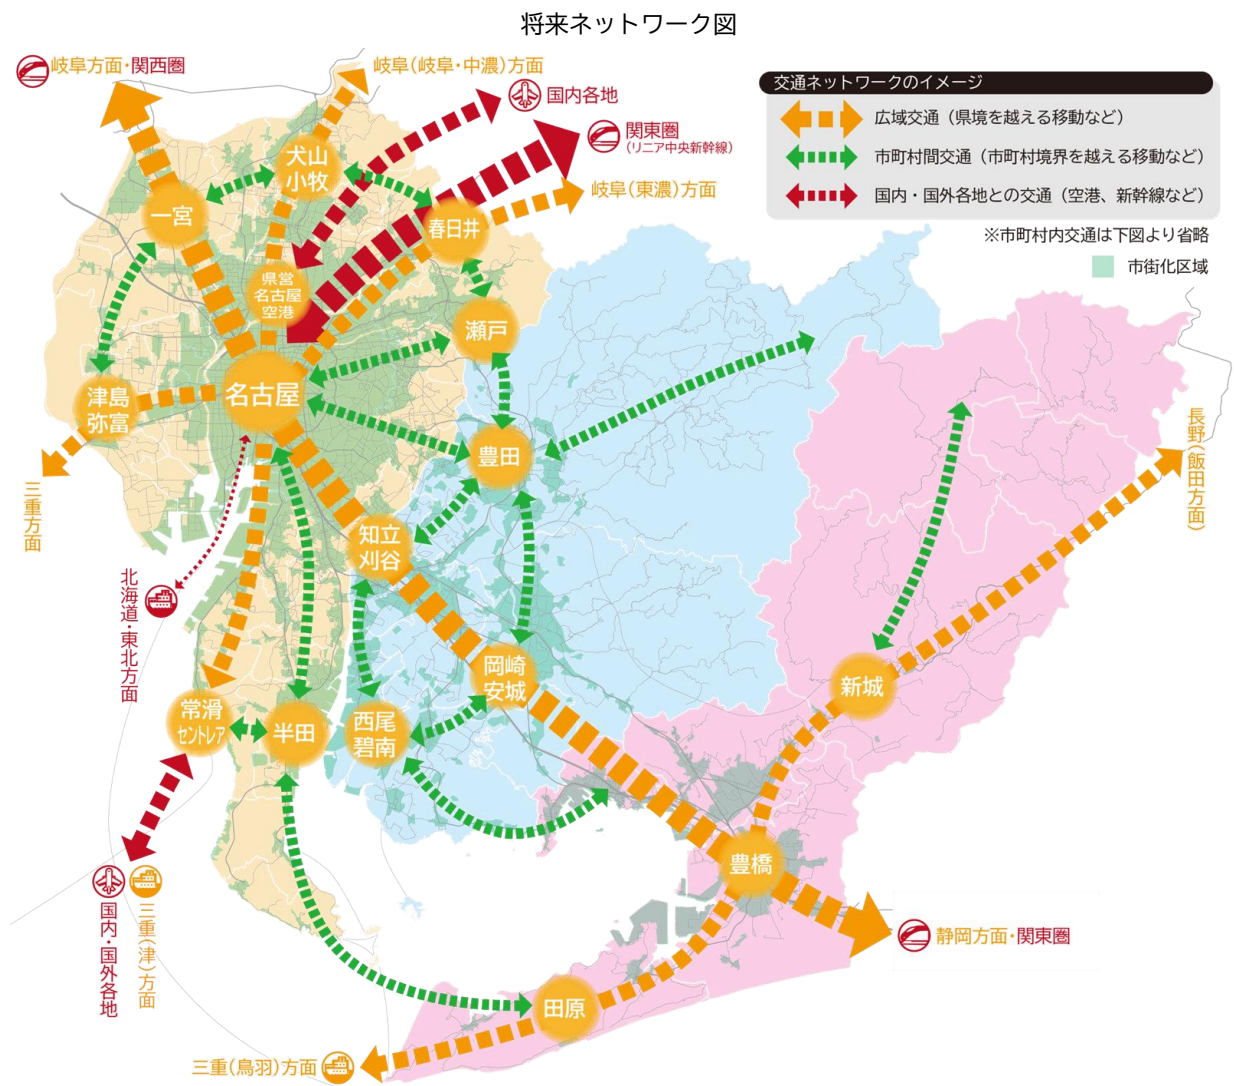 将来ネットワーク図
岐阜方面・関西圏
岐阜(岐阜・中濃)方面
国内各地
関東圏
(リニア中央新幹線)
岐阜(東濃)方面
交通ネットワークのイメージ
広域交通（県境を越える移動など）
市町村間交通（市町村境界を越える移動など）
国内・国外各地との交通（空港、新幹線など）
※市町村内交通は下図より省略
市街化区域
犬山
小牧
一宮
春日井
県営
名古屋
空港
瀬戸
名古屋
津島
弥富
豊田
三重方面
長野(飯田方面)
知立
刈谷
北海道・東北方面
岡崎
安城
新城
常滑
セントレア
半田
西尾
碧南
豊橋
国内・国外各地
三重(津)方面
静岡方面・関東圏
田原
三重(鳥羽)方面